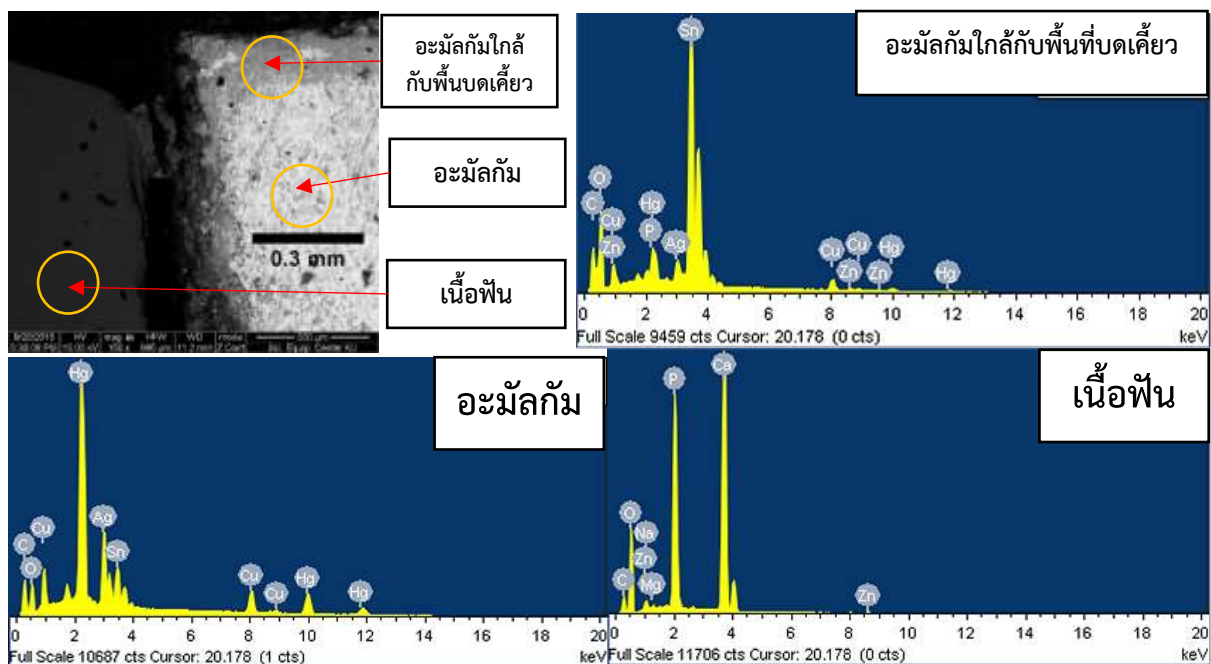 อะมัลกัมใกล้
กับพื้นบดเคี้ยว
อะมัลกัม
เนื้อฟัน
0.3 mm
อะมัลกัมใกล้กับพื้นที่บดเคี้ยว
Sn
O
C
Cu
Zn
Hg
P
Ag
Cu
Cu
Zn
Zn
Hg
Hg
0 2 4 6 8 10 12 14 16 18 20
Full Scale 9459 cts Cursor: 20.178 (0 cts) keV
อะมัลกัม
Hg
Ag
Cu
Sn
C
O
Cu
Cu
Hg
Hg
0 2 4 6 8 10 12 14 16 18 20
Full Scale 10687 cts Cursor: 20.178 (1 cts) keV
เนื้อฟัน
P
Ca
O
Na
Zn
C
Mg
Zn
0 2 4 6 8 10 12 14 16 18 20
Full Scale 11706 cts Cursor: 20.178 (0 cts) keV